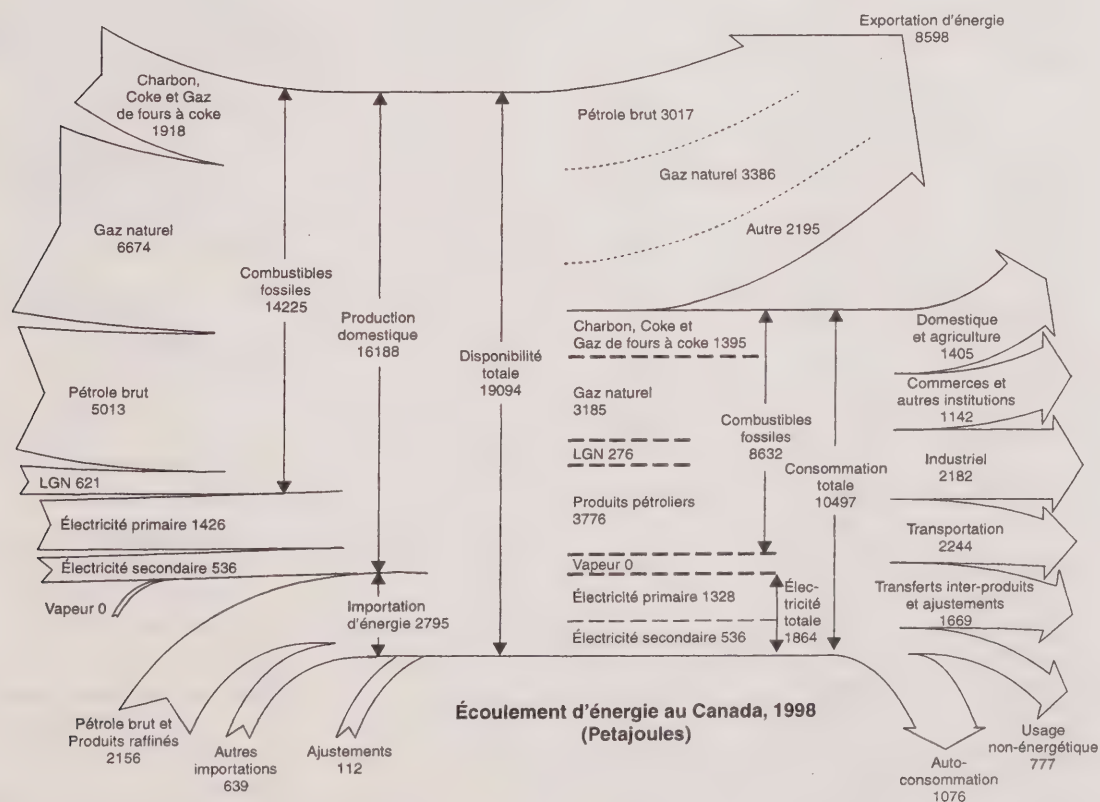 Exportation d'énergie
8598
Charbon,
Coke et Gaz
de fours à coke
1918
Pétrole brut 3017
Gaz naturel 3386
Autre 2195
Gaz naturel
6674
Combustibles
fossiles
14225
Production
domestique
16188
Disponibilité
totale
19094
Charbon, Coke et
Gaz de fours à coke 1395
Domestique
et agriculture
1405
Pétrole brut
5013
Gaz naturel
3185
Combustibles
fossiles
8632
Commerces et
autres institutions
1142
LGN 276
Consommation
totale
10497
Industriel
2182
LGN 621
Électricité primaire 1426
Produits pétroliers
3776
Transportation
2244
Électricité secondaire 536
Vapeur 0
Vapeur 0
Importation
d'énergie 2795
Électricité primaire 1328
Élec-
tricité
totale
1864
Transferts inter-produits
et ajustements
1669
Électricité secondaire 536
Pétrole brut et
Produits raffinés
2156
Autres
importations
639
Ajustements
112
Écoulement d'énergie au Canada, 1998
(Petajoules)
Usage
non-énergétique
777
Auto-
consommation
1076